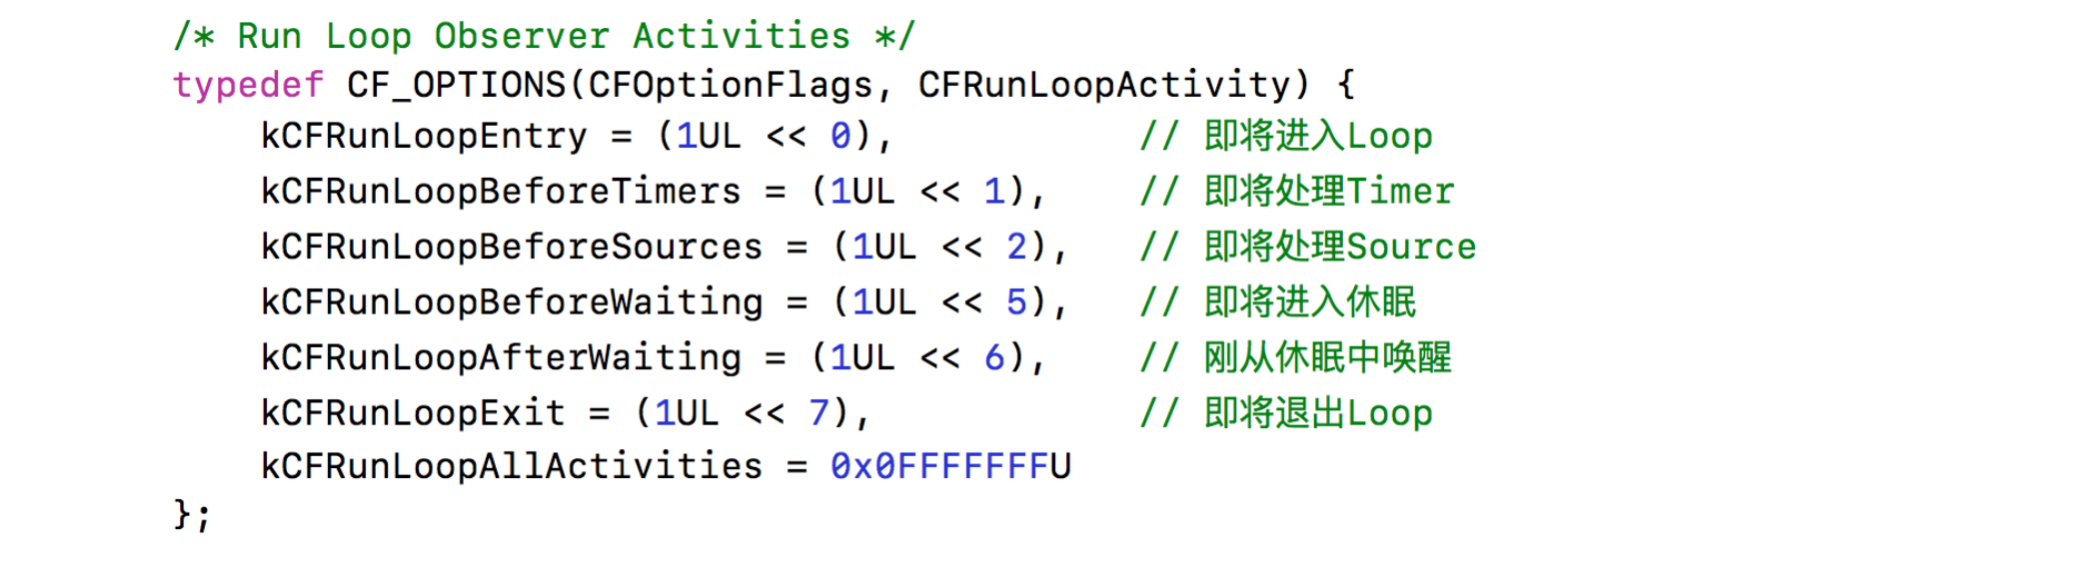 /* Run Loop Observer Activities */
typedef CF_OPTIONS(CFOptionFlags, CFRunLoopActivity) {
    kCFRunLoopEntry = (1UL << 0),           // 即将进入Loop
    kCFRunLoopBeforeTimers = (1UL << 1),    // 即将处理Timer
    kCFRunLoopBeforeSources = (1UL << 2),   // 即将处理Source
    kCFRunLoopBeforeWaiting = (1UL << 5),   // 即将进入休眠
    kCFRunLoopAfterWaiting = (1UL << 6),    // 刚从休眠中唤醒
    kCFRunLoopExit = (1UL << 7),            // 即将退出Loop
    kCFRunLoopAllActivities = 0x0FFFFFFFU
};